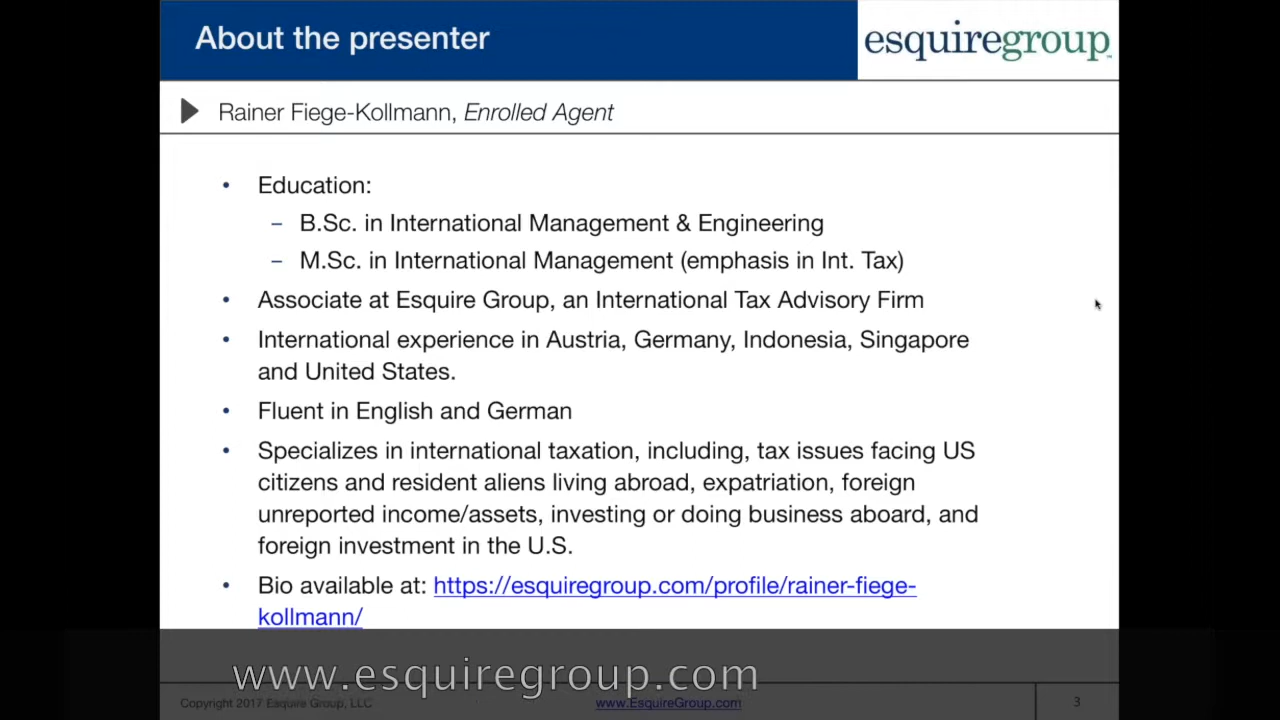 About the presenter
esquiregroup
Rainer Fiege-Kollmann, Enrolled Agent
• Education:
– B.Sc. in International Management & Engineering
– M.Sc. in International Management (emphasis in Int. Tax)
• Associate at Esquire Group, an International Tax Advisory Firm
• International experience in Austria, Germany, Indonesia, Singapore
and United States.
• Fluent in English and German
• Specializes in international taxation, including, tax issues facing US
citizens and resident aliens living abroad, expatriation, foreign
unreported income/assets, investing or doing business aboard, and
foreign investment in the U.S.
• Bio available at: https://esquiregroup.com/profile/rainer-fiege-
kollmann/
www.esquiregroup.com
Copyright 2017 Esquire Group, LLC
www.EsquireGroup.com
3